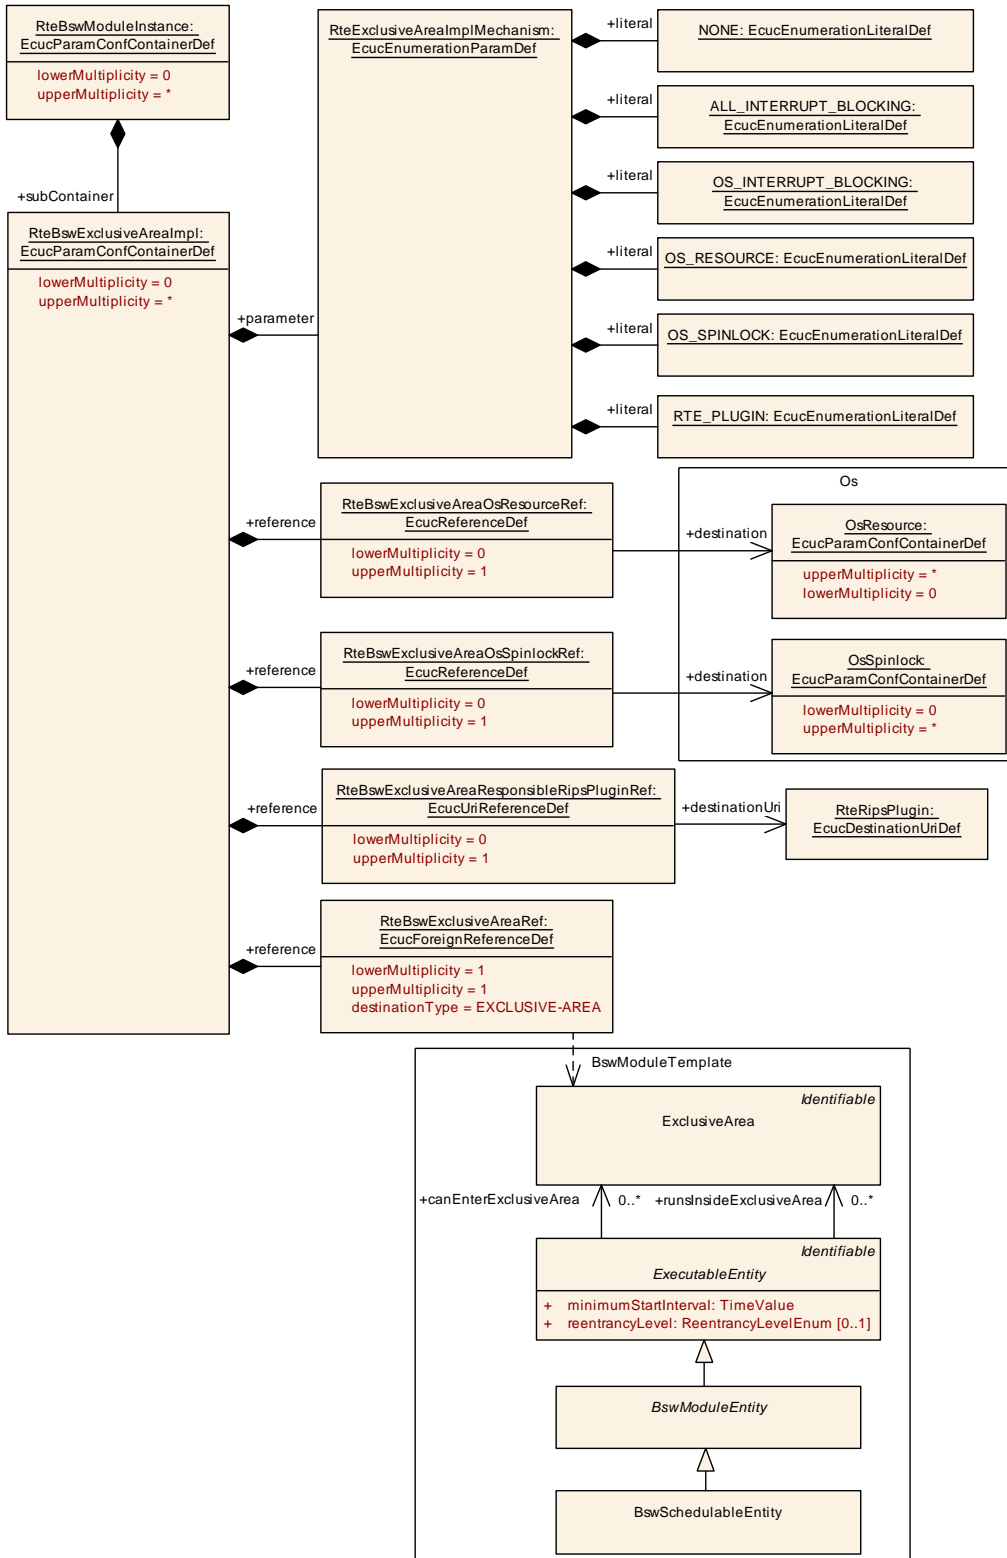 RteBswModuleInstance:
EcucParamConfContainerDef
lowerMultiplicity = 0
upperMultiplicity = *
+subContainer
RteBswExclusiveAreaImpl:
EcucParamConfContainerDef
lowerMultiplicity = 0
upperMultiplicity = *
+parameter
RteExclusiveAreaImplMechanism:
EcucEnumerationParamDef
+literal
NONE: EcucEnumerationLiteralDef
+literal
ALL_INTERRUPT_BLOCKING:
EcucEnumerationLiteralDef
+literal
OS_INTERRUPT_BLOCKING:
EcucEnumerationLiteralDef
+literal
OS_RESOURCE: EcucEnumerationLiteralDef
+literal
OS_SPINLOCK: EcucEnumerationLiteralDef
+literal
RTE_PLUGIN: EcucEnumerationLiteralDef
+reference
RteBswExclusiveAreaOsResourceRef:
EcucReferenceDef
lowerMultiplicity = 0
upperMultiplicity = 1
+destination
Os
OsResource:
EcucParamConfContainerDef
upperMultiplicity = *
lowerMultiplicity = 0
+reference
RteBswExclusiveAreaOsSpinlockRef:
EcucReferenceDef
lowerMultiplicity = 0
upperMultiplicity = 1
+destination
OsSpinlock:
EcucParamConfContainerDef
lowerMultiplicity = 0
upperMultiplicity = *
+reference
RteBswExclusiveAreaResponsibleRipsPluginRef:
EcucUriReferenceDef
lowerMultiplicity = 0
upperMultiplicity = 1
+destinationUri
RteRipsPlugin:
EcucDestinationUriDef
+reference
RteBswExclusiveAreaRef:
EcucForeignReferenceDef
lowerMultiplicity = 1
upperMultiplicity = 1
destinationType = EXCLUSIVE-AREA
BswModuleTemplate
Identifiable
ExclusiveArea
+canEnterExclusiveArea
0..*
+runsInsideExclusiveArea
0..*
Identifiable
ExecutableEntity
+ minimumStartInterval: TimeValue
+ reentrancyLevel: ReentrancyLevelEnum [0..1]
BswModuleEntity
BswSchedulableEntity